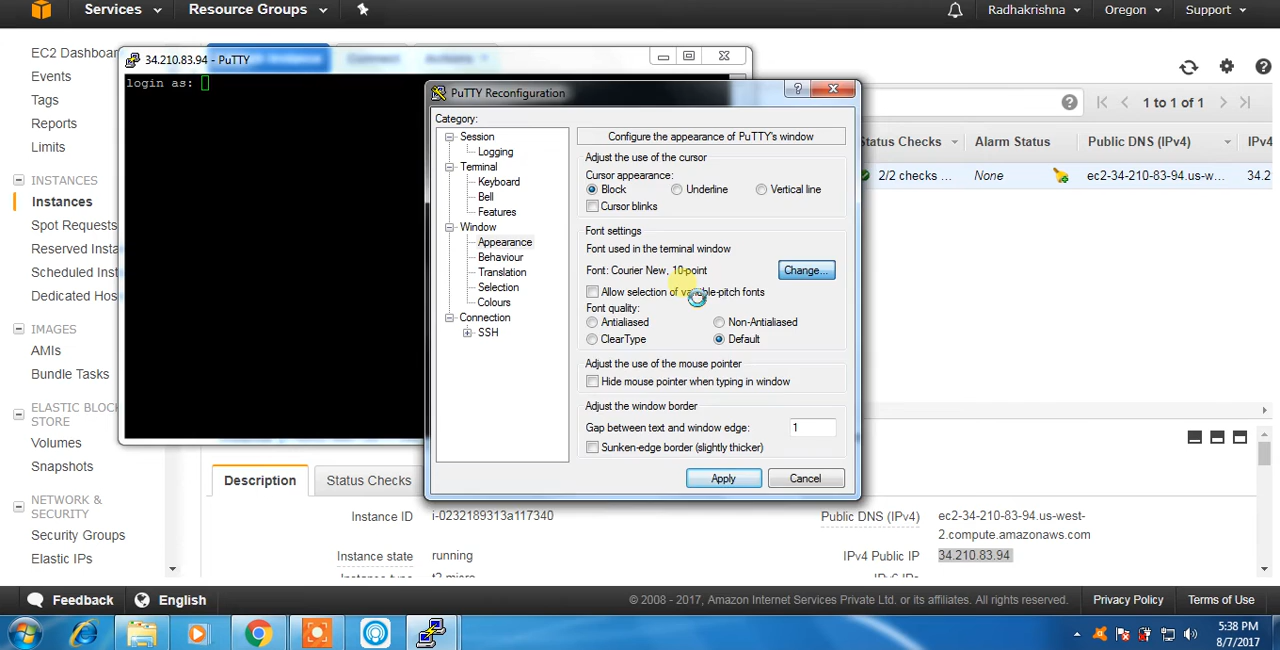 Services
Resource Groups
Radhakrishna
Oregon
Support
EC2 Dashboar
Events
Tags
Reports
Limits
INSTANCES
Instances
Spot Requests
Reserved Insta
Scheduled Inst
Dedicated Host
IMAGES
AMIs
Bundle Tasks
ELASTIC BLOCK
STORE
Volumes
Snapshots
NETWORK &
SECURITY
Security Groups
Elastic IPs
34.210.83.94 - PuTTY
login as:
PuTTY Reconfiguration
Category:
Session
Logging
Terminal
Keyboard
Bell
Features
Window
Appearance
Behaviour
Translation
Selection
Colours
Connection
SSH
Configure the appearance of PuTTY's window
Adjust the use of the cursor
Cursor appearance:
Block
Underline
Vertical line
Cursor blinks
Font settings
Font used in the terminal window
Font: Courier New, 10-point
Change...
Allow selection of variable-pitch fonts
Font quality:
Antialiased
Non-Antialiased
ClearType
Default
Adjust the use of the mouse pointer
Hide mouse pointer when typing in window
Adjust the window border
Gap between text and window edge:
1
Sunken-edge border (slightly thicker)
Apply
Cancel
1 to 1 of 1
Status Checks
Alarm Status
Public DNS (IPv4)
IPv4
2/2 checks ...
None
ec2-34-210-83-94.us-w...
34.2
Description
Status Checks
Instance ID
i-0232189313a117340
Public DNS (IPv4)
ec2-34-210-83-94.us-west-
2.compute.amazonaws.com
Instance state
running
IPv4 Public IP
34.210.83.94
Instance type
t2.micro
IPv6 IPs
Feedback
English
© 2008 - 2017, Amazon Internet Services Private Ltd. or its affiliates. All rights reserved.
Privacy Policy
Terms of Use
5:38 PM
8/7/2017